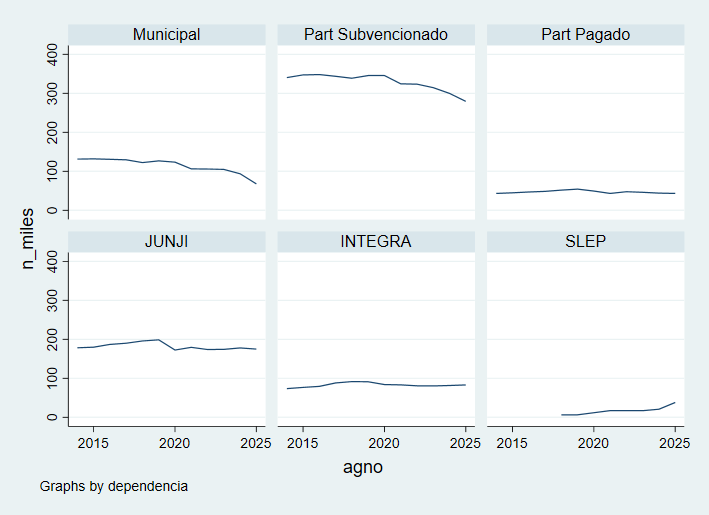 Municipal
Part Subvencionado
Part Pagado
400
300
200
100
0
JUNJI
INTEGRA
SLEP
400
300
200
100
0
n_miles
2015
2020
2025
2015
2020
2025
2015
2020
2025
agno
Graphs by dependencia